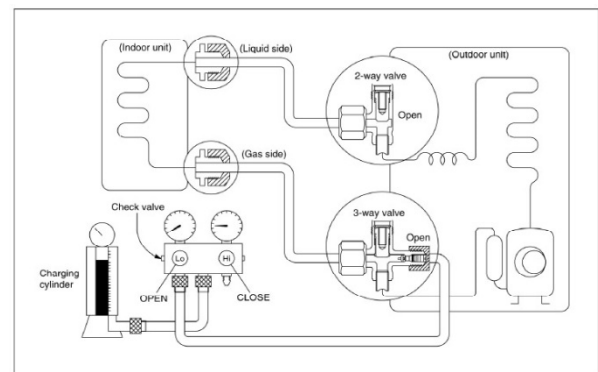 (Indoor unit)
(Liquid side)
(Outdoor unit)
2-way valve
Open
(Gas side)
3-way valve
Open
Check valve
Lo
Hi
Charging
cylinder
OPEN
CLOSE